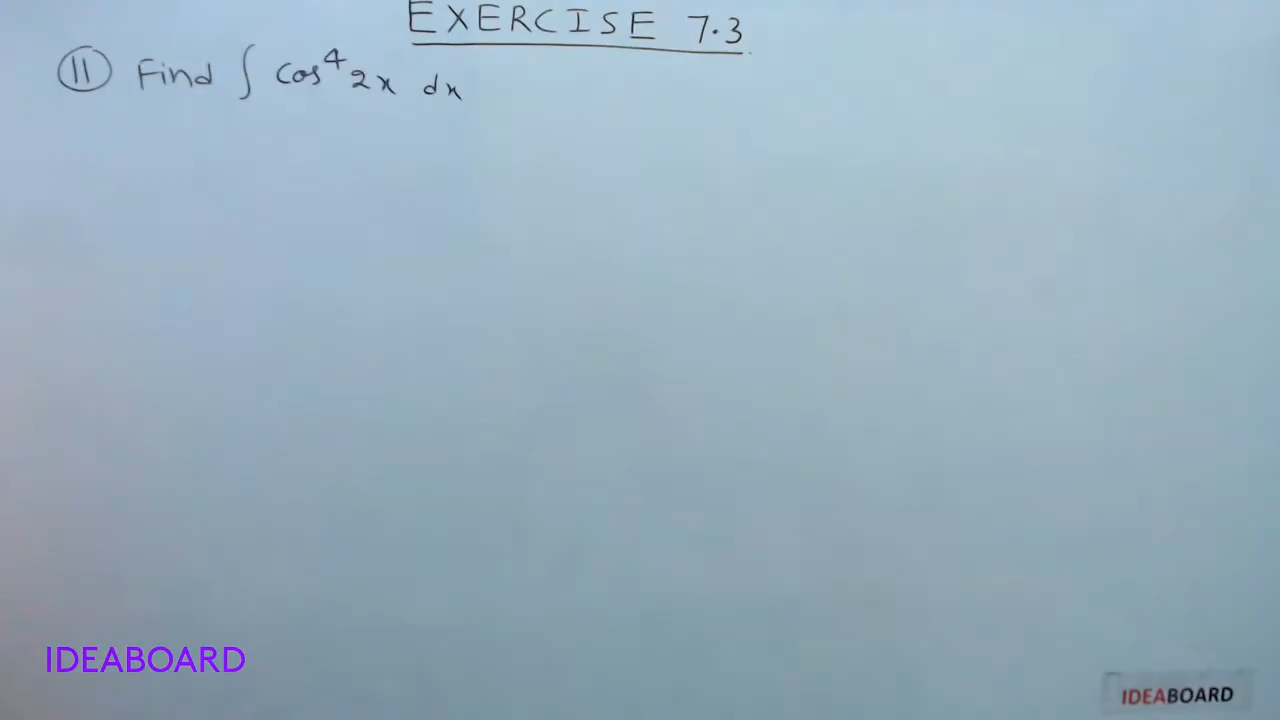 EXERCISE 7.3
11 Find ∫ cos⁴ 2x dx
IDEABOARD
IDEABOARD